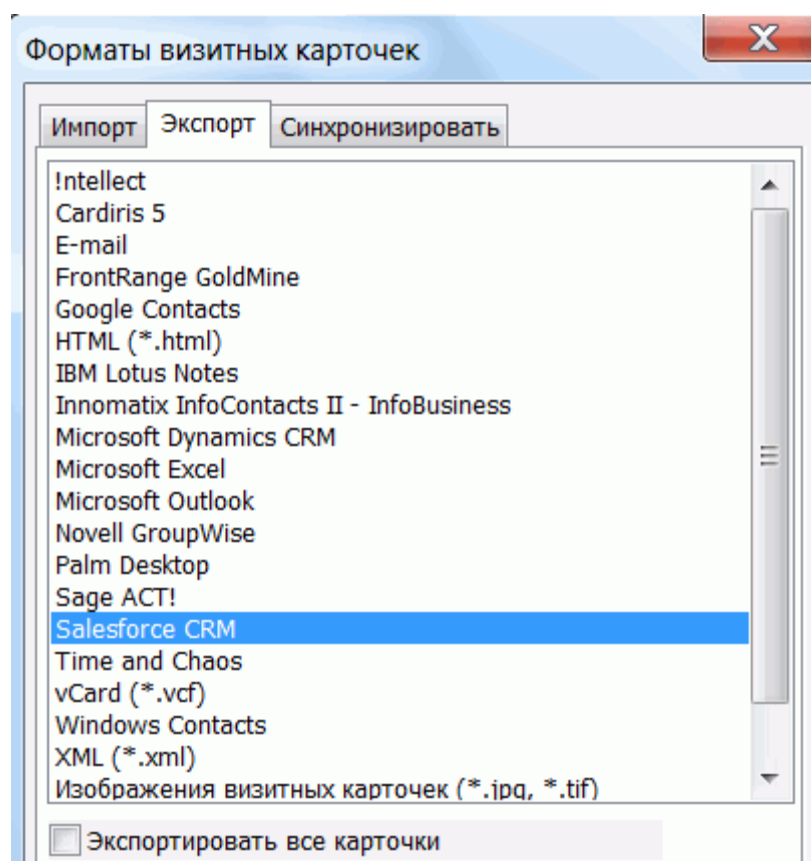 Форматы визитных карточек
Импорт Экспорт Синхронизировать
!ntellect
Cardiris 5
E-mail
FrontRange GoldMine
Google Contacts
HTML (*.html)
IBM Lotus Notes
Innomatix InfoContacts II - InfoBusiness
Microsoft Dynamics CRM
Microsoft Excel
Microsoft Outlook
Novell GroupWise
Palm Desktop
Sage ACT!
Salesforce CRM
Time and Chaos
vCard (*.vcf)
Windows Contacts
XML (*.xml)
Изображения визитных карточек (*.jpg, *.tif)
Экспортировать все карточки